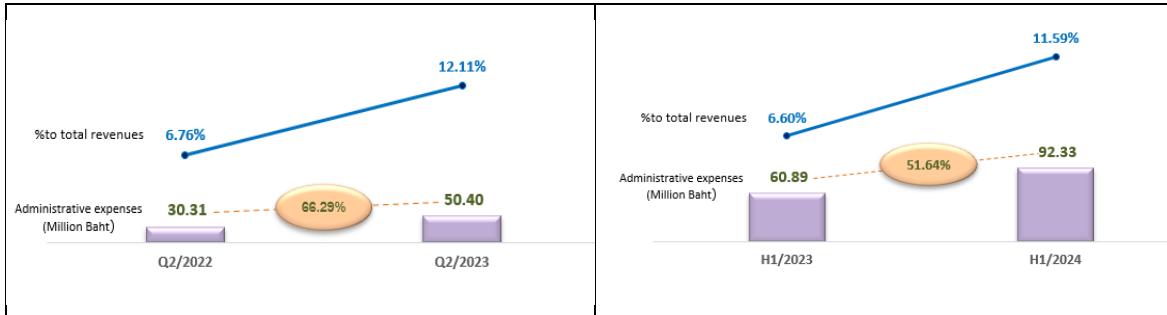 12.11%
%to total revenues 6.76%
Administrative expenses 30.31 66.29% 50.40
(Million Baht)
Q2/2022 Q2/2023
11.59%
%to total revenues 6.60%
Administrative expenses 60.89 51.64% 92.33
(Million Baht)
H1/2023 H1/2024